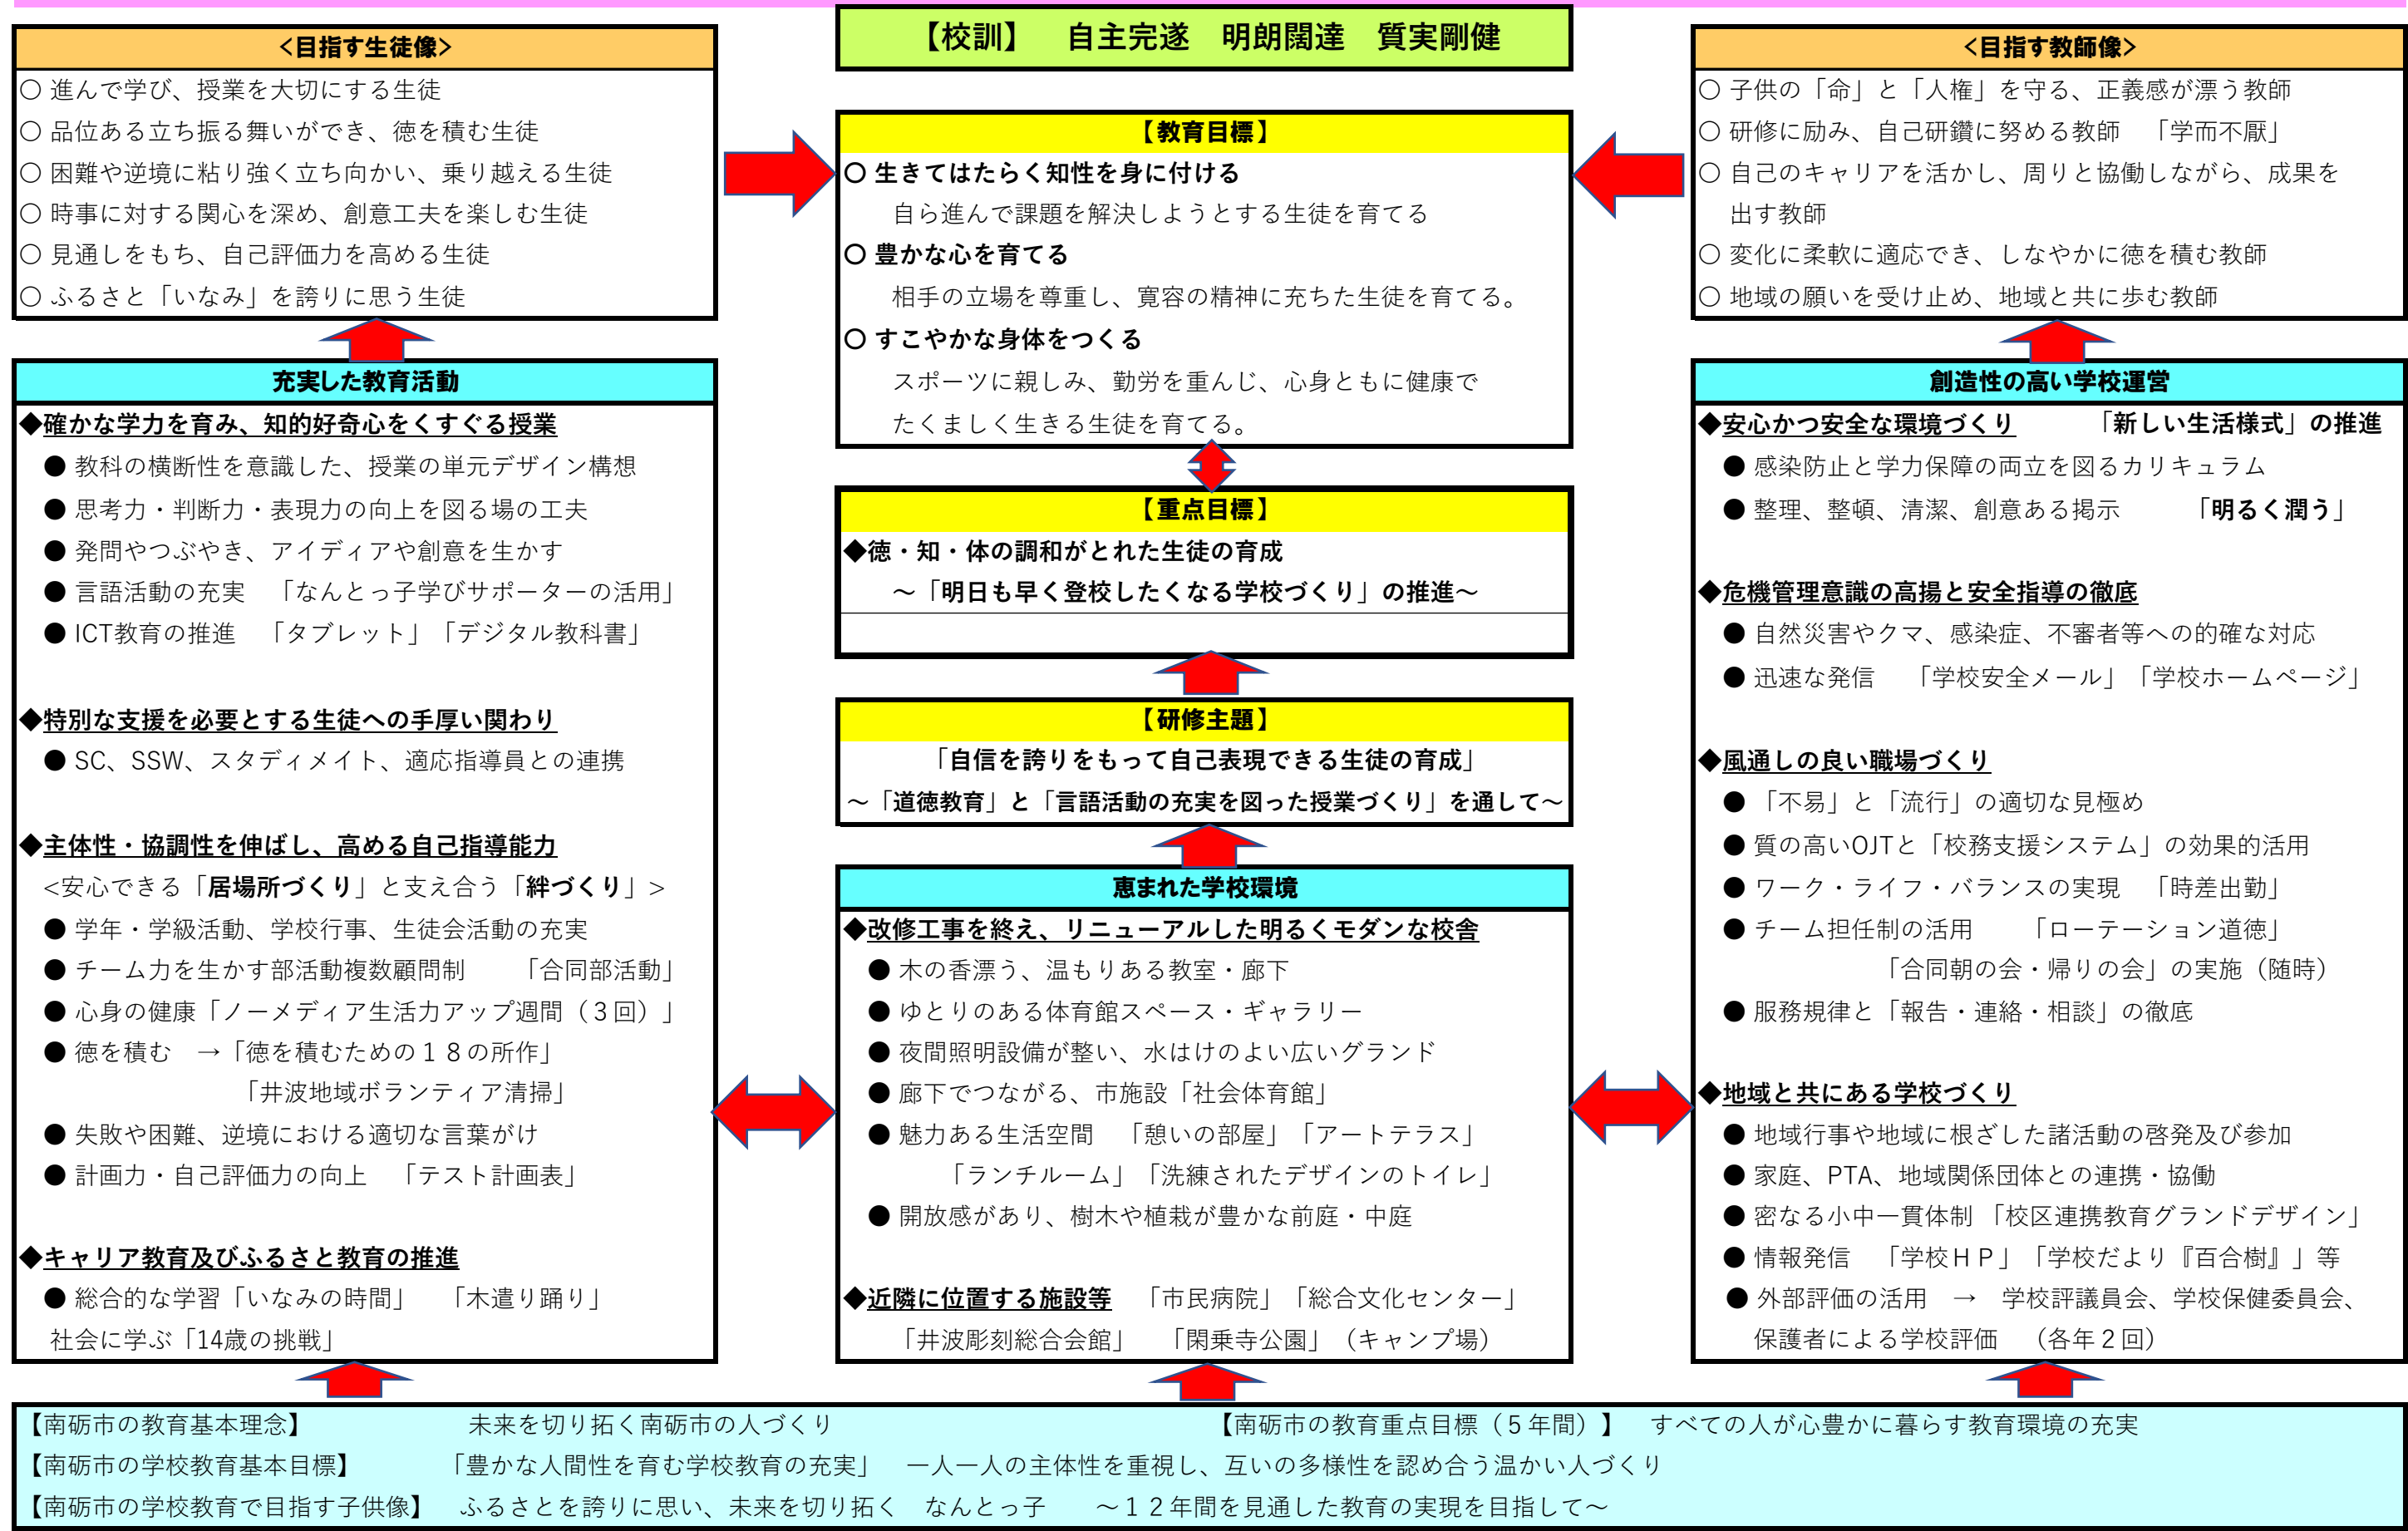 【校訓】　自主完遂　明朗闊達　質実剛健
<目指す生徒像>
○ 進んで学び、授業を大切にする生徒
○ 品位ある立ち振る舞いができ、徳を積む生徒
○ 困難や逆境に粘り強く立ち向かい、乗り越える生徒
○ 時事に対する関心を深め、創意工夫を楽しむ生徒
○ 見通しをもち、自己評価力を高める生徒
○ ふるさと「いなみ」を誇りに思う生徒
【教育目標】
○ 生きてはたらく知性を身に付ける
自ら進んで課題を解決しようとする生徒を育てる
○ 豊かな心を育てる
相手の立場を尊重し、寛容の精神に充ちた生徒を育てる。
○ すこやかな身体をつくる
スポーツに親しみ、勤労を重んじ、心身ともに健康で
たくましく生きる生徒を育てる。
<目指す教師像>
○ 子供の「命」と「人権」を守る、正義感が漂う教師
○ 研修に励み、自己研鑽に努める教師　「学而不厭」
○ 自己のキャリアを活かし、周りと協働しながら、成果を
出す教師
○ 変化に柔軟に適応でき、しなやかに徳を積む教師
○ 地域の願いを受け止め、地域と共に歩む教師
充実した教育活動
◆確かな学力を育み、知的好奇心をくすぐる授業
● 教科の横断性を意識した、授業の単元デザイン構想
● 思考力・判断力・表現力の向上を図る場の工夫
● 発問やつぶやき、アイディアや創意を生かす
● 言語活動の充実　「なんとっ子学びサポーターの活用」
● ICT教育の推進　「タブレット」「デジタル教科書」
◆特別な支援を必要とする生徒への手厚い関わり
● SC、SSW、スタディメイト、適応指導員との連携
◆主体性・協調性を伸ばし、高める自己指導能力
<安心できる「居場所づくり」と支え合う「絆づくり」>
● 学年・学級活動、学校行事、生徒会活動の充実
● チーム力を生かす部活動複数顧問制　「合同部活動」
● 心身の健康「ノーメディア生活力アップ週間（３回）」
● 徳を積む　→「徳を積むための１８の所作」
「井波地域ボランティア清掃」
● 失敗や困難、逆境における適切な言葉がけ
● 計画力・自己評価力の向上　「テスト計画表」
◆キャリア教育及びふるさと教育の推進
● 総合的な学習「いなみの時間」　「木遣り踊り」
社会に学ぶ「14歳の挑戦」
【重点目標】
◆徳・知・体の調和がとれた生徒の育成
～「明日も早く登校したくなる学校づくり」の推進～
【研修主題】
「自信を誇りをもって自己表現できる生徒の育成」
～「道徳教育」と「言語活動の充実を図った授業づくり」を通して～
恵まれた学校環境
◆改修工事を終え、リニューアルした明るくモダンな校舎
● 木の香漂う、温もりある教室・廊下
● ゆとりのある体育館スペース・ギャラリー
● 夜間照明設備が整い、水はけのよい広いグランド
● 廊下でつながる、市施設「社会体育館」
● 魅力ある生活空間　「憩いの部屋」「アートテラス」
「ランチルーム」「洗練されたデザインのトイレ」
● 開放感があり、樹木や植栽が豊かな前庭・中庭
◆近隣に位置する施設等　「市民病院」「総合文化センター」
「井波彫刻総合会館」　「閑乗寺公園」（キャンプ場）
創造性の高い学校運営
◆安心かつ安全な環境づくり　「新しい生活様式」の推進
● 感染防止と学力保障の両立を図るカリキュラム
● 整理、整頓、清潔、創意ある掲示　「明るく潤う」
◆危機管理意識の高揚と安全指導の徹底
● 自然災害やクマ、感染症、不審者等への的確な対応
● 迅速な発信　「学校安全メール」「学校ホームページ」
◆風通しの良い職場づくり
● 「不易」と「流行」の適切な見極め
● 質の高いOJTと「校務支援システム」の効果的活用
● ワーク・ライフ・バランスの実現　「時差出勤」
● チーム担任制の活用　「ローテーション道徳」
「合同朝の会・帰りの会」の実施（随時）
● 服務規律と「報告・連絡・相談」の徹底
◆地域と共にある学校づくり
● 地域行事や地域に根ざした諸活動の啓発及び参加
● 家庭、PTA、地域関係団体との連携・協働
● 密なる小中一貫体制 「校区連携教育グランドデザイン」
● 情報発信　「学校ＨＰ」「学校だより『百合樹』」等
● 外部評価の活用　→　学校評議員会、学校保健委員会、
保護者による学校評価　（各年２回）
【南砺市の教育基本理念】　未来を切り拓く南砺市の人づくり　【南砺市の教育重点目標（５年間）】　すべての人が心豊かに暮らす教育環境の充実
【南砺市の学校教育基本目標】　「豊かな人間性を育む学校教育の充実」　一人一人の主体性を重視し、互いの多様性を認め合う温かい人づくり
【南砺市の学校教育で目指す子供像】　ふるさとを誇りに思い、未来を切り拓く　なんとっ子　～１２年間を見通した教育の実現を目指して～